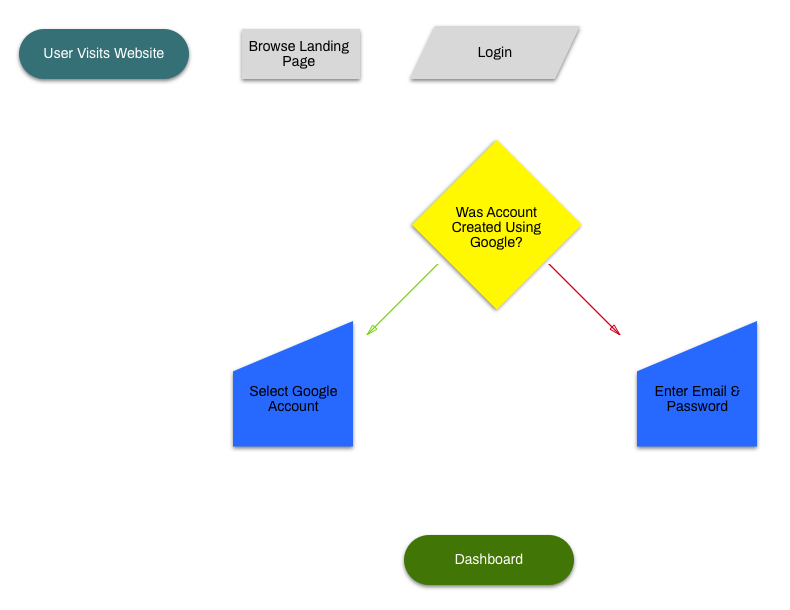 User Visits Website
Browse Landing
Page
Login
Was Account
Created Using
Google?
Select Google
Account
Enter Email &
Password
Dashboard